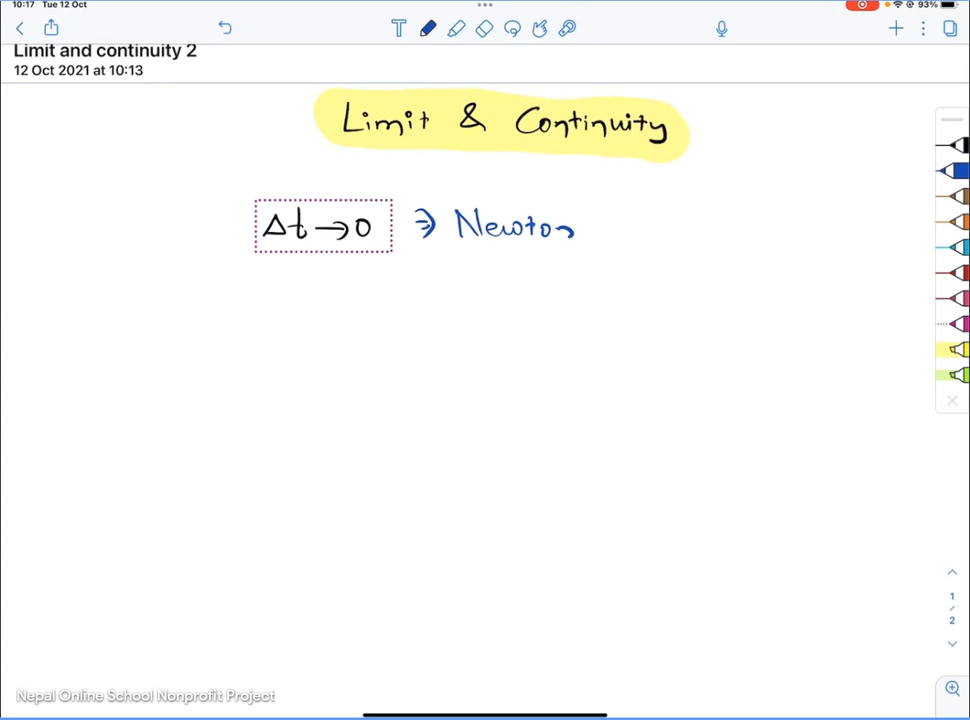 10:17 Tue 12 Oct 93%
T
Limit and continuity 2
12 Oct 2021 at 10:13
Limit & Continuity
Δt→0 ⇒ Newton
1
/
2
Nepal Online School Nonprofit Project